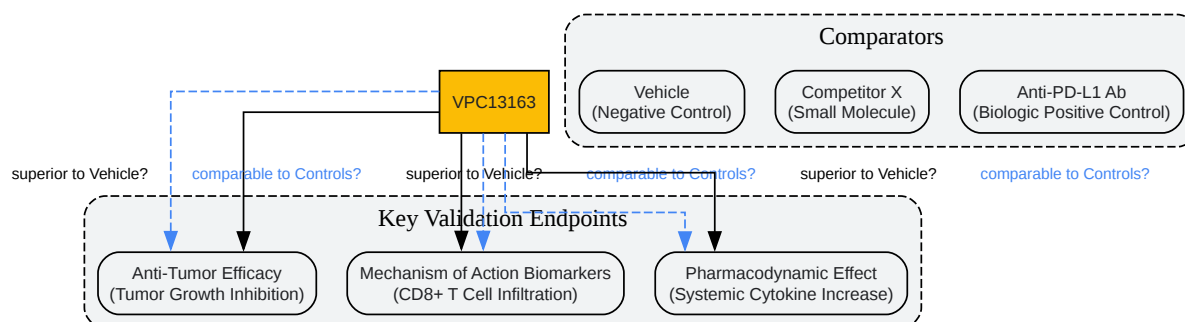 Comparators
VPC13163
Vehicle
(Negative Control)
Competitor X
(Small Molecule)
Anti-PD-L1 Ab
(Biologic Positive Control)
superior to Vehicle?
comparable to Controls?
superior to Vehicle?
comparable to Controls?
superior to Vehicle?
comparable to Controls?
Key Validation Endpoints
Anti-Tumor Efficacy
(Tumor Growth Inhibition)
Mechanism of Action Biomarkers
(CD8+ T Cell Infiltration)
Pharmacodynamic Effect
(Systemic Cytokine Increase)